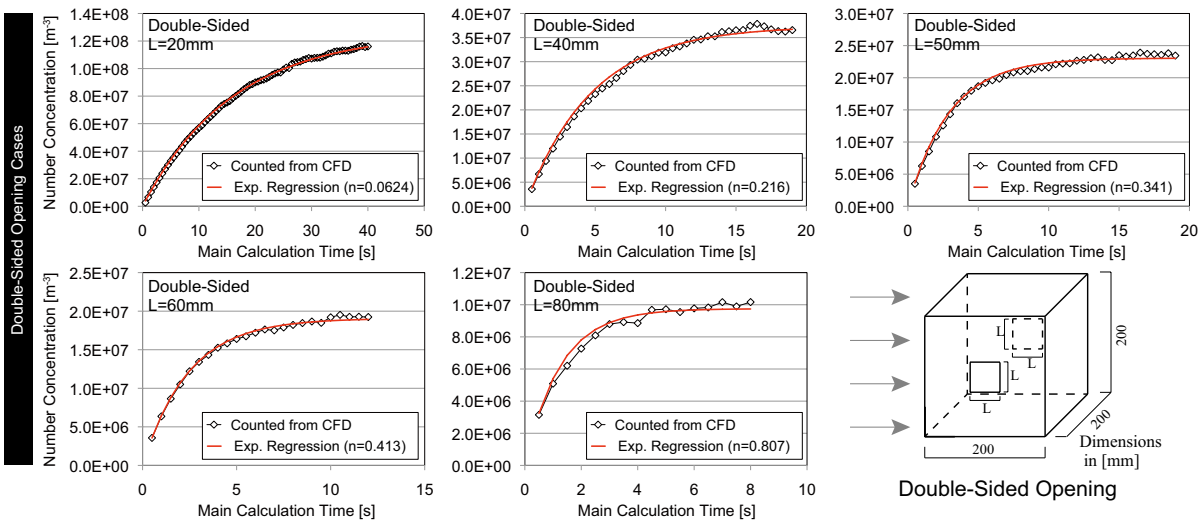 Double-Sided Opening Cases
Number Concentration [m-3]
1.4E+08
1.2E+08
1.0E+08
8.0E+07
6.0E+07
4.0E+07
2.0E+07
0.0E+00
Double-Sided
L=20mm
Counted from CFD
Exp. Regression (n=0.0624)
0 10 20 30 40 50
Main Calculation Time [s]
4.0E+07
3.5E+07
3.0E+07
2.5E+07
2.0E+07
1.5E+07
1.0E+07
5.0E+06
0.0E+00
Double-Sided
L=40mm
Counted from CFD
Exp. Regression (n=0.216)
0 5 10 15 20
Main Calculation Time [s]
3.0E+07
2.5E+07
2.0E+07
1.5E+07
1.0E+07
5.0E+06
0.0E+00
Double-Sided
L=50mm
Counted from CFD
Exp. Regression (n=0.341)
0 5 10 15 20
Main Calculation Time [s]
Number Concentration [m-3]
2.5E+07
2.0E+07
1.5E+07
1.0E+07
5.0E+06
0.0E+00
Double-Sided
L=60mm
Counted from CFD
Exp. Regression (n=0.413)
0 5 10 15
Main Calculation Time [s]
1.2E+07
1.0E+07
8.0E+06
6.0E+06
4.0E+06
2.0E+06
0.0E+00
Double-Sided
L=80mm
Counted from CFD
Exp. Regression (n=0.807)
0 2 4 6 8 10
Main Calculation Time [s]
L
L
L
L
200
200
200
Dimensions
in [mm]
Double-Sided Opening